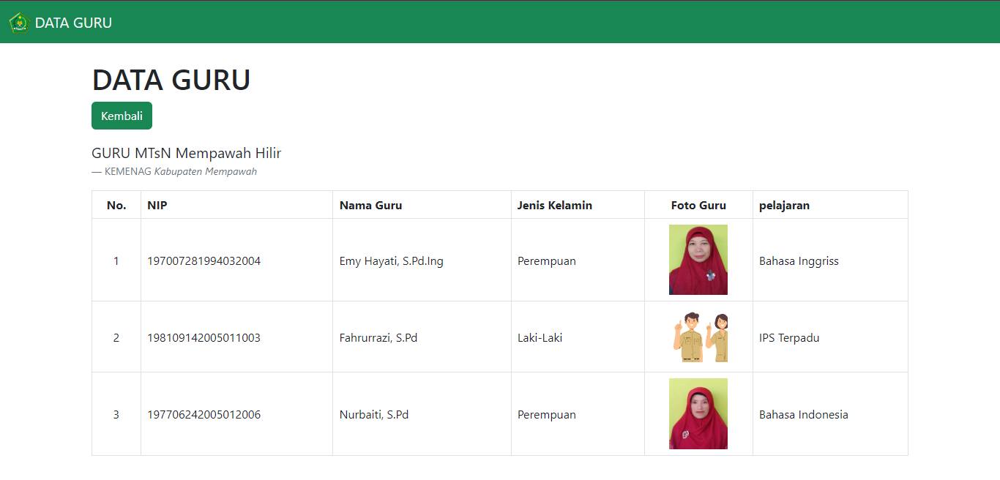 DATA GURU
DATA GURU
Kembali
GURU MTsN Mempawah Hilir
— KEMENAG Kabupaten Mempawah
No. NIP Nama Guru Jenis Kelamin Foto Guru pelajaran
1 197007281994032004 Emy Hayati, S.Pd.Ing Perempuan Bahasa Inggriss
2 198109142005011003 Fahrurrazi, S.Pd Laki-Laki IPS Terpadu
3 197706242005012006 Nurbaiti, S.Pd Perempuan Bahasa Indonesia